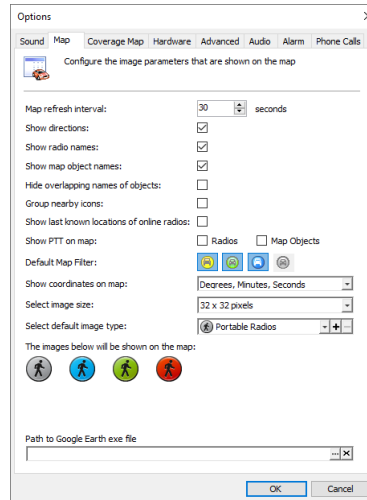 Options
Sound Map Coverage Map Hardware Advanced Audio Alarm Phone Calls
Configure the image parameters that are shown on the map
Map refresh interval: 30 seconds
Show directions:
Show radio names:
Show map object names:
Hide overlapping names of objects:
Group nearby icons:
Show last known locations of online radios:
Show PTT on map: Radios Map Objects
Default Map Filter:
Show coordinates on map: Degrees, Minutes, Seconds
Select image size: 32 x 32 pixels
Select default image type: Portable Radios
The images below will be shown on the map:
Path to Google Earth exe file
OK Cancel